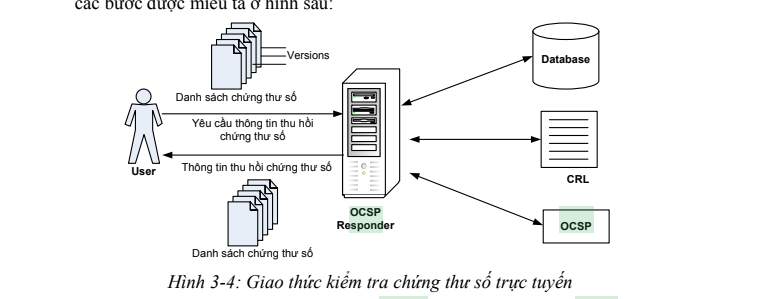 các bước được miêu tả ở hình sau:
Versions
Danh sách chứng thư số
Yêu cầu thông tin thu hồi
chứng thư số
User
Thông tin thu hồi chứng thư số
Danh sách chứng thư số
OCSP
Responder
Database
CRL
OCSP
Hình 3-4: Giao thức kiểm tra chứng thư số trực tuyến